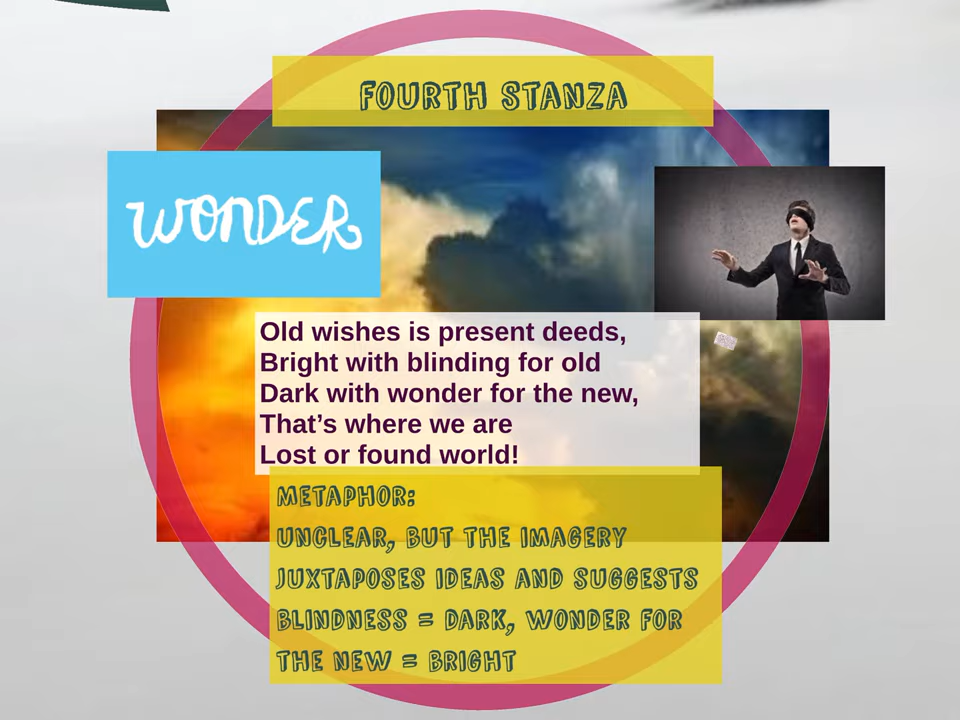 FOURTH STANZA
WONDER
Old wishes is present deeds,
Bright with blinding for old
Dark with wonder for the new,
That’s where we are
Lost or found world!
METAPHOR:
UNCLEAR, BUT THE IMAGERY
JUXTAPOSES IDEAS AND SUGGESTS
BLINDNESS = DARK, WONDER FOR
THE NEW = BRIGHT